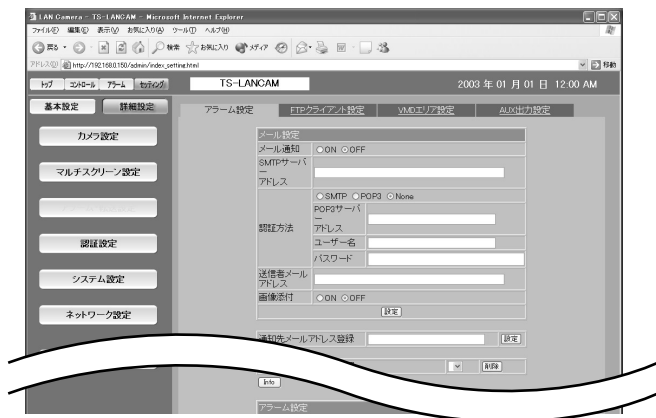 LAN Camera - TS-LANCAM - Microsoft Internet Explorer
ファイル(F) 編集(E) 表示(V) お気に入り(A) ツール(T) ヘルプ(H)
戻る 検索 お気に入り メディア
アドレス(D) http://192.168.0.150/admin/index_setting.html 移動
トップ コントロール アラーム セッティング TS-LANCAM 2003 年 01 月 01 日 12:00 AM
基本設定 詳細設定 アラーム設定 FTPクライアント設定 VMDエリア設定 AUX出力設定
カメラ設定
マルチスクリーン設定
認証設定
システム設定
ネットワーク設定
メール設定
メール通知 ON OFF
SMTPサーバ
ー
アドレス
認証方法
SMTP POP3 None
POP3サーバ
ー
アドレス
ユーザー名
パスワード
送信者メール
アドレス
画像添付 ON OFF
設定
通知先メールアドレス登録 設定
削除
Info
アラーム設定